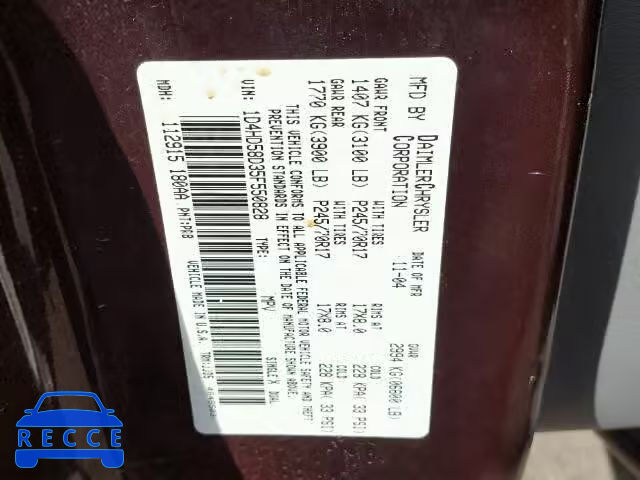 MFD BY DAIMLERCHRYSLER CORPORATION
DATE OF MFR 11-04
GVWR 2994 KG(06600 LB)
GAWR FRONT WITH TIRES RIMS AT COLD
1407 KG(3100 LB) P245/70R17 17X8.0 228 KPA( 33 PSI)
GAWR REAR WITH TIRES RIMS AT COLD
1770 KG(3900 LB) P245/70R17 17X8.0 228 KPA( 33 PSI)
THIS VEHICLE CONFORMS TO ALL APPLICABLE FEDERAL MOTOR VEHICLE SAFETY AND THEFT
PREVENTION STANDARDS IN EFFECT ON THE DATE OF MANUFACTURE SHOWN ABOVE.
VIN: 1D4HD58D35F550828 TYPE: MPV SINGLE X DUAL
MDH: 112915 180AA PNT:PRB VEHICLE MADE IN U.S.A.
RECCE